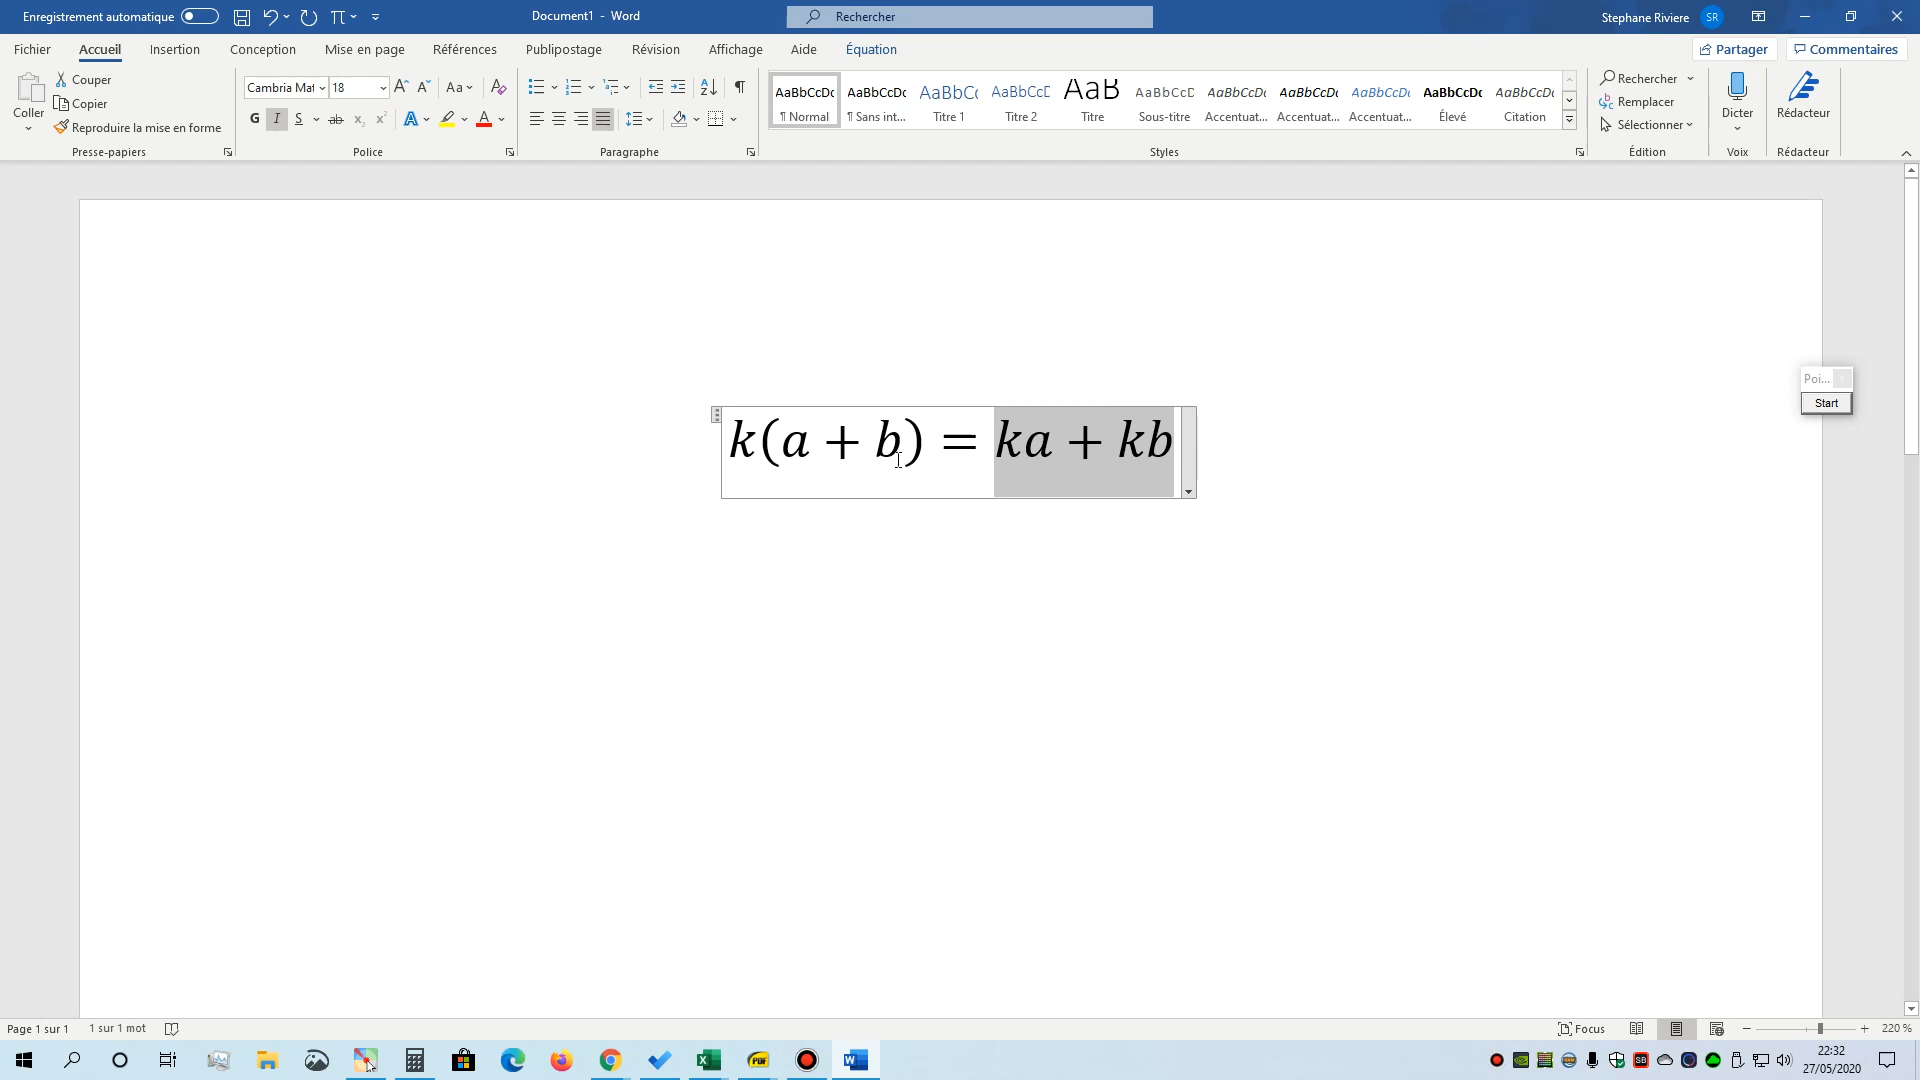 Enregistrement automatique
Document1 - Word
Rechercher
Stephane Riviere SR
Fichier Accueil Insertion Conception Mise en page Références Publipostage Révision Affichage Aide Équation
Partager Commentaires
Coller
Couper
Copier
Reproduire la mise en forme
Presse-papiers
Cambria Mat 18
Aa
G I S ab x x A A
Police
Paragraphe
AaBbCcDc AaBbCcDc AaBbCc AaBbCcD AaB AaBbCcD AaBbCcDc AaBbCcDc AaBbCcDc AaBbCcDc AaBbCcDc
¶ Normal ¶ Sans int... Titre 1 Titre 2 Titre Sous-titre Accentuat... Accentuat... Accentuat... Élevé Citation
Styles
Rechercher
Remplacer
Sélectionner
Édition
Dicter
Voix
Rédacteur
Rédacteur
Poi...
Start
k(a + b) = ka + kb
Page 1 sur 1 1 sur 1 mot
Focus
220 %
22:32
27/05/2020